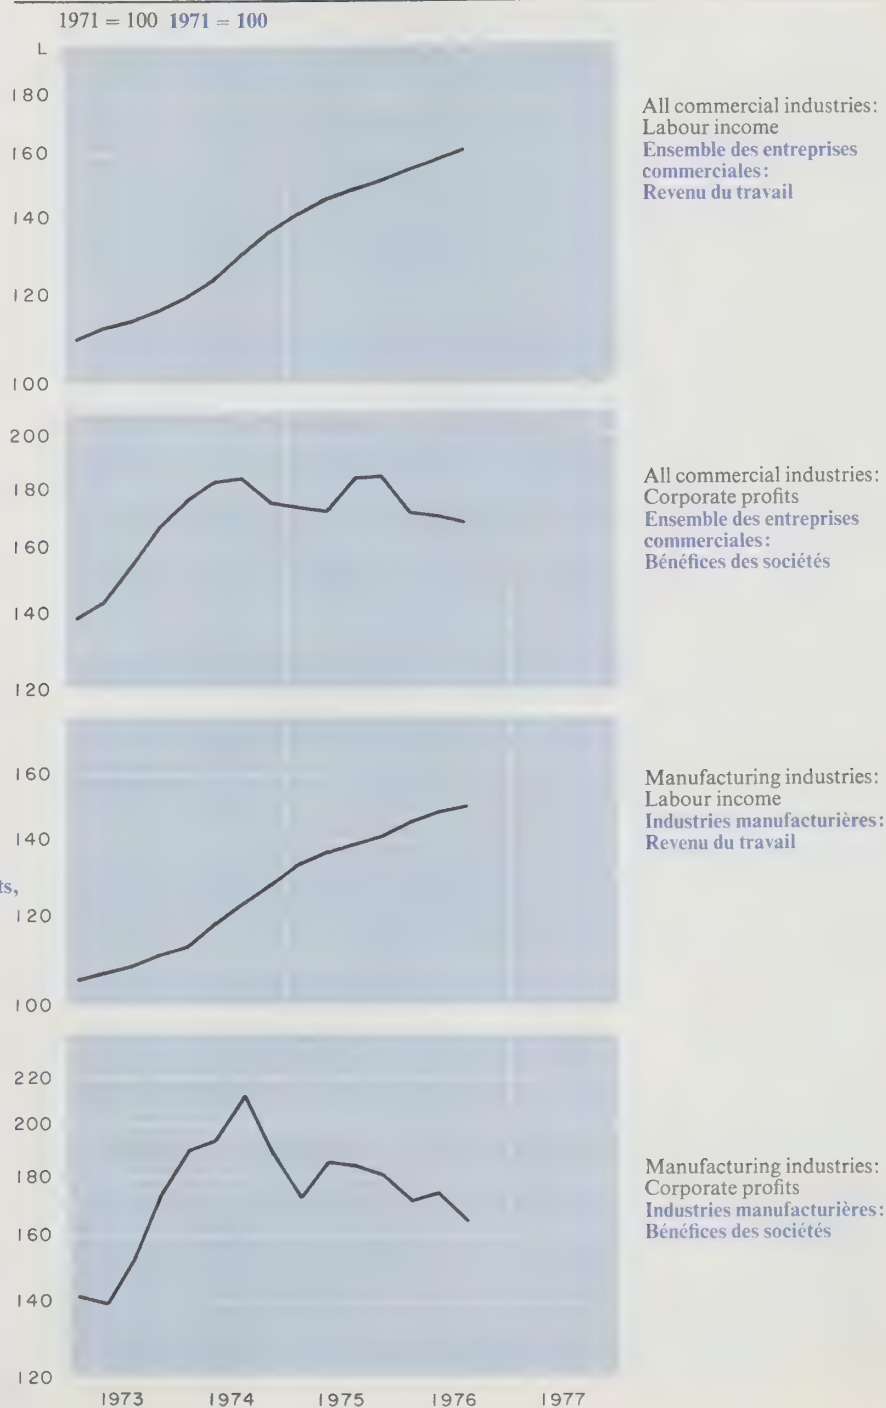 1971 = 100 1971 = 100
L
180
160
140
120
100
All commercial industries:
Labour income
Ensemble des entreprises
commerciales:
Revenu du travail
200
180
160
140
120
All commercial industries:
Corporate profits
Ensemble des entreprises
commerciales:
Bénéfices des sociétés
160
140
ts,
120
100
Manufacturing industries:
Labour income
Industries manufacturières:
Revenu du travail
220
200
180
160
140
120
Manufacturing industries:
Corporate profits
Industries manufacturières:
Bénéfices des sociétés
1973 1974 1975 1976 1977